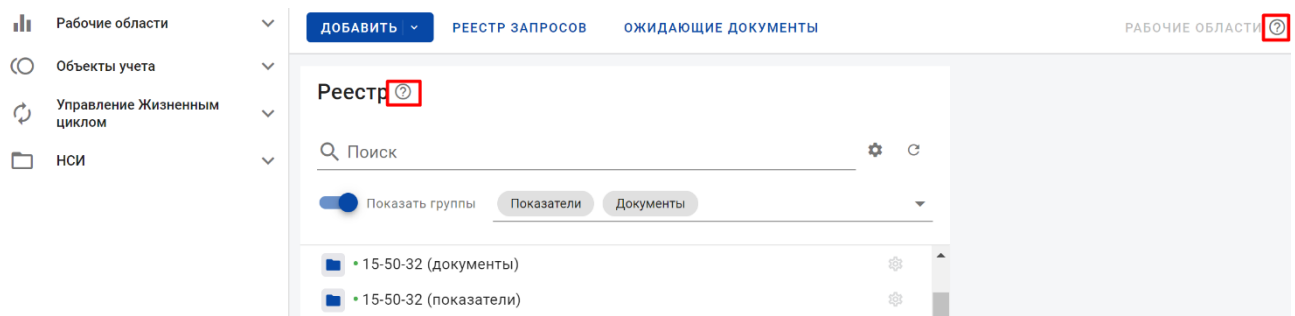 Рабочие области
Объекты учета
Управление Жизненным
циклом
НСИ
ДОБАВИТЬ
РЕЕСТР ЗАПРОСОВ
ОЖИДАЮЩИЕ ДОКУМЕНТЫ
РАБОЧИЕ ОБЛАСТИ
Реестр
Поиск
Показать группы
Показатели
Документы
15-50-32 (документы)
15-50-32 (показатели)